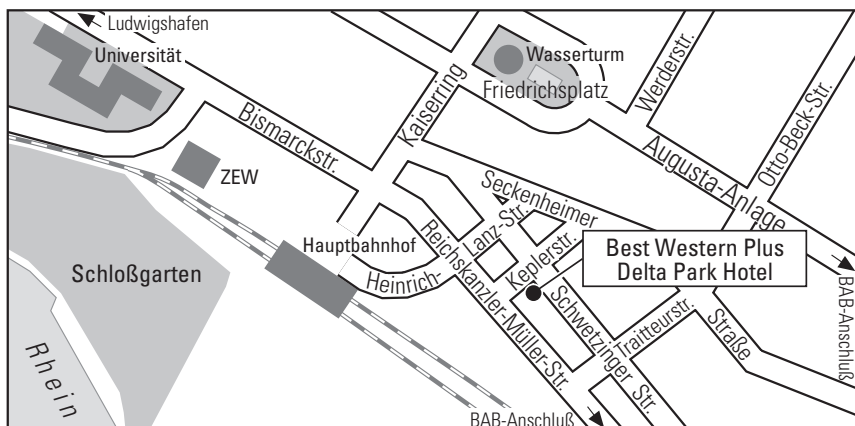 Ludwigshafen
Universität
Wasserturm
Friedrichsplatz
Werderstr.
Otto-Beck-Str.
Kaiserring
Bismarckstr.
Augusta-Anlage
ZEW
Seckenheimer
Lanz-Str.
Hauptbahnhof
Heinrich-
Reichskanzler-Müller-Str.
Keplerstr.
Best Western Plus
Delta Park Hotel
Schloßgarten
Schwetzinger Str.
Traitteurstr.
Straße
BAB-Anschluß
Rhein
BAB-Anschluß